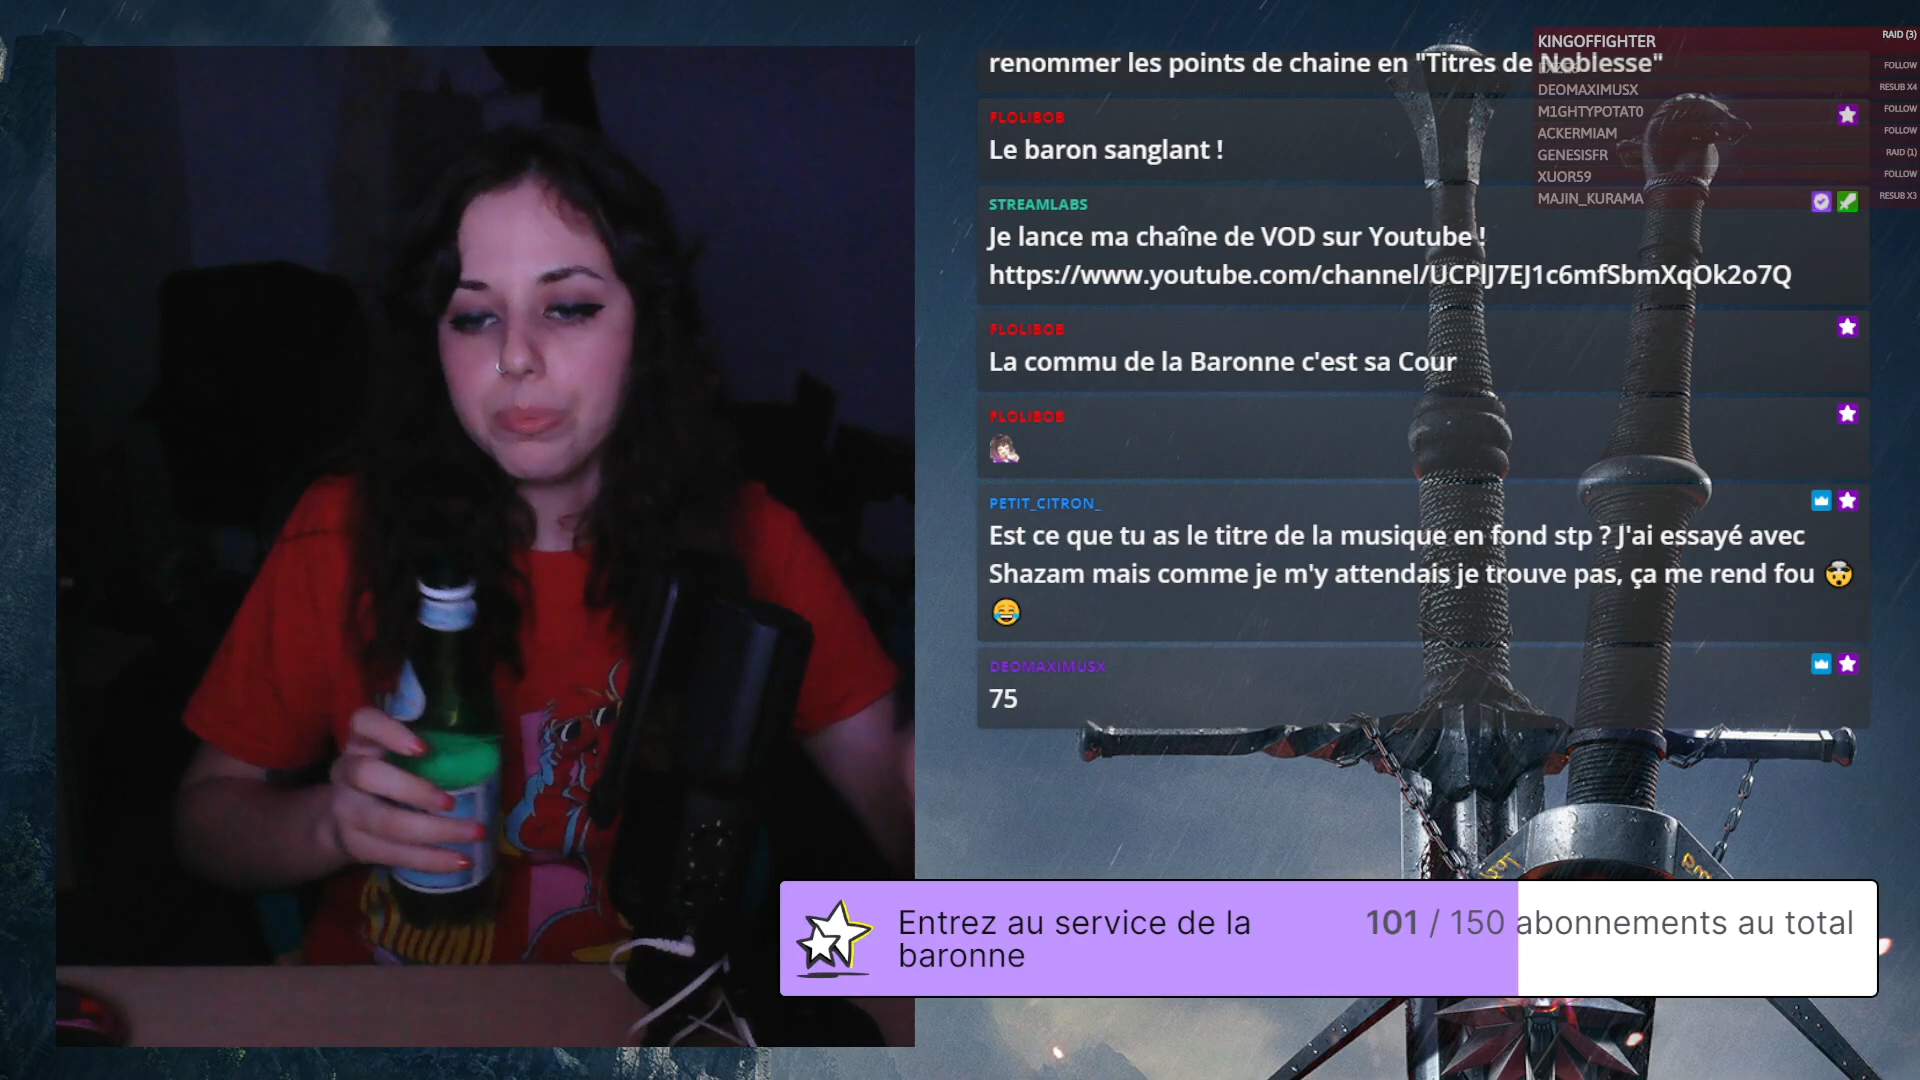 renommer les points de chaine en "Titres de Noblesse"
FLOLIBOB
Le baron sanglant !
STREAMLABS
Je lance ma chaîne de VOD sur Youtube !
https://www.youtube.com/channel/UCPlJ7EJ1c6mfSbmXqOk2o7Q
FLOLIBOB
La commu de la Baronne c'est sa Cour
FLOLIBOB
PETIT_CITRON_
Est ce que tu as le titre de la musique en fond stp ? J'ai essayé avec
Shazam mais comme je m'y attendais je trouve pas, ça me rend fou
DEOMAXIMUSX
75
KINGOFFIGHTER RAID (3)
FOLLOW
DEOMAXIMUSX RESUB X4
M1GHTYPOTAT0 FOLLOW
ACKERMIAM FOLLOW
GENESISFR RAID (1)
XUOR59 FOLLOW
MAJIN_KURAMA RESUB X3
Entrez au service de la
baronne
101 / 150 abonnements au total